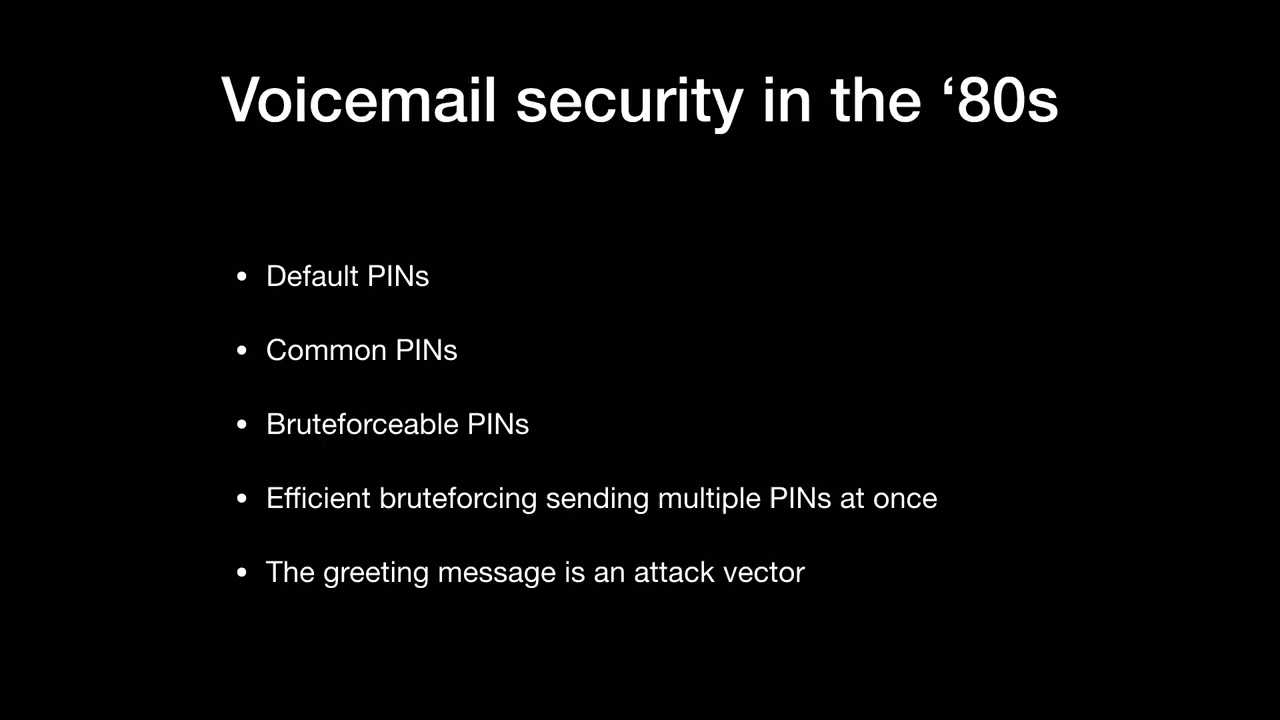 Voicemail security in the ‘80s
• Default PINs
• Common PINs
• Bruteforceable PINs
• Efficient bruteforcing sending multiple PINs at once
• The greeting message is an attack vector